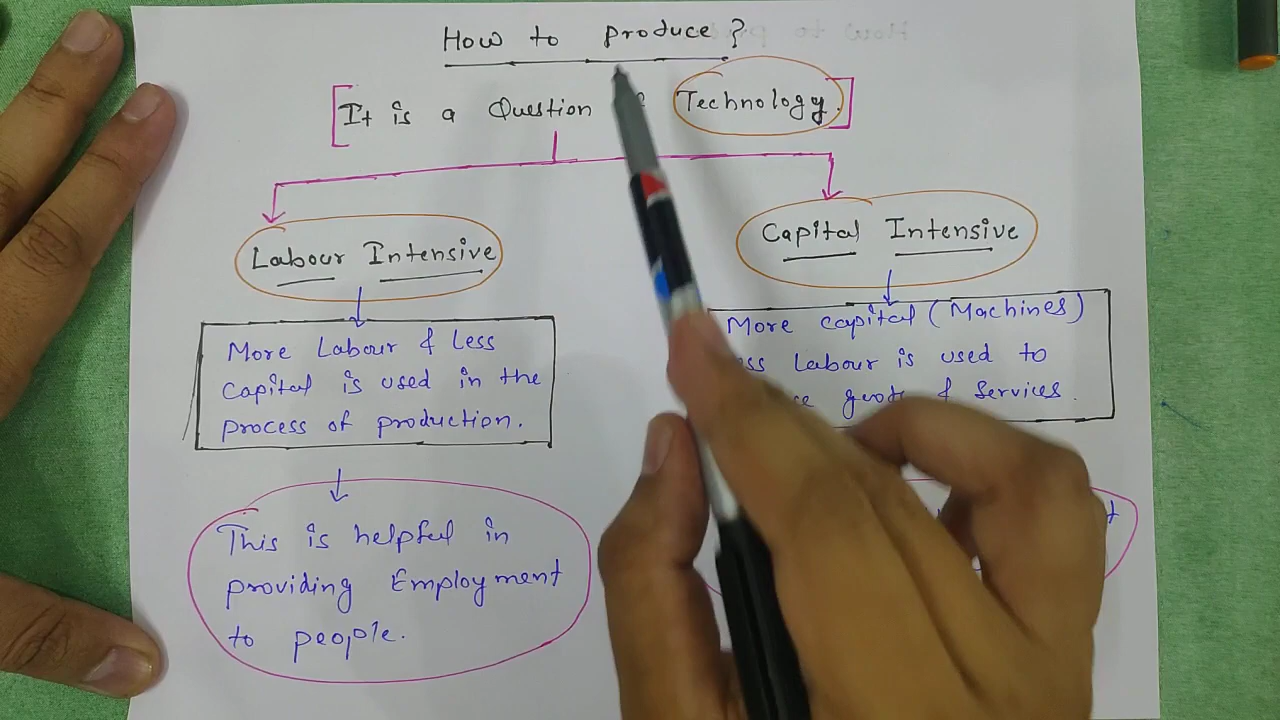 How to produce?
It is a Question Technology.
Labour Intensive
Capital Intensive
More Labour & Less
Capital is used in the
process of production.
More Capital (Machines)
Labour is used to
goods & Services.
This is helpful in
providing Employment
to people.